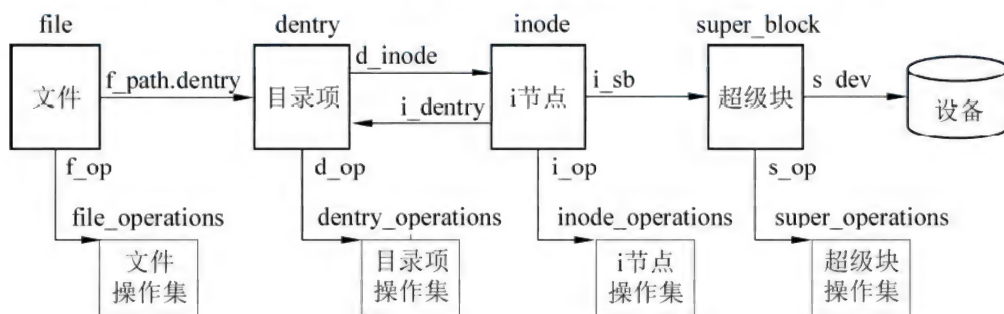 file
dentry
inode
super_block
文件
f_path.dentry
目录项
d_inode
i_dentry
i节点
i_sb
超级块
s_dev
设备
f_op
d_op
i_op
s_op
file_operations
dentry_operations
inode_operations
super_operations
文件
操作集
目录项
操作集
i节点
操作集
超级块
操作集